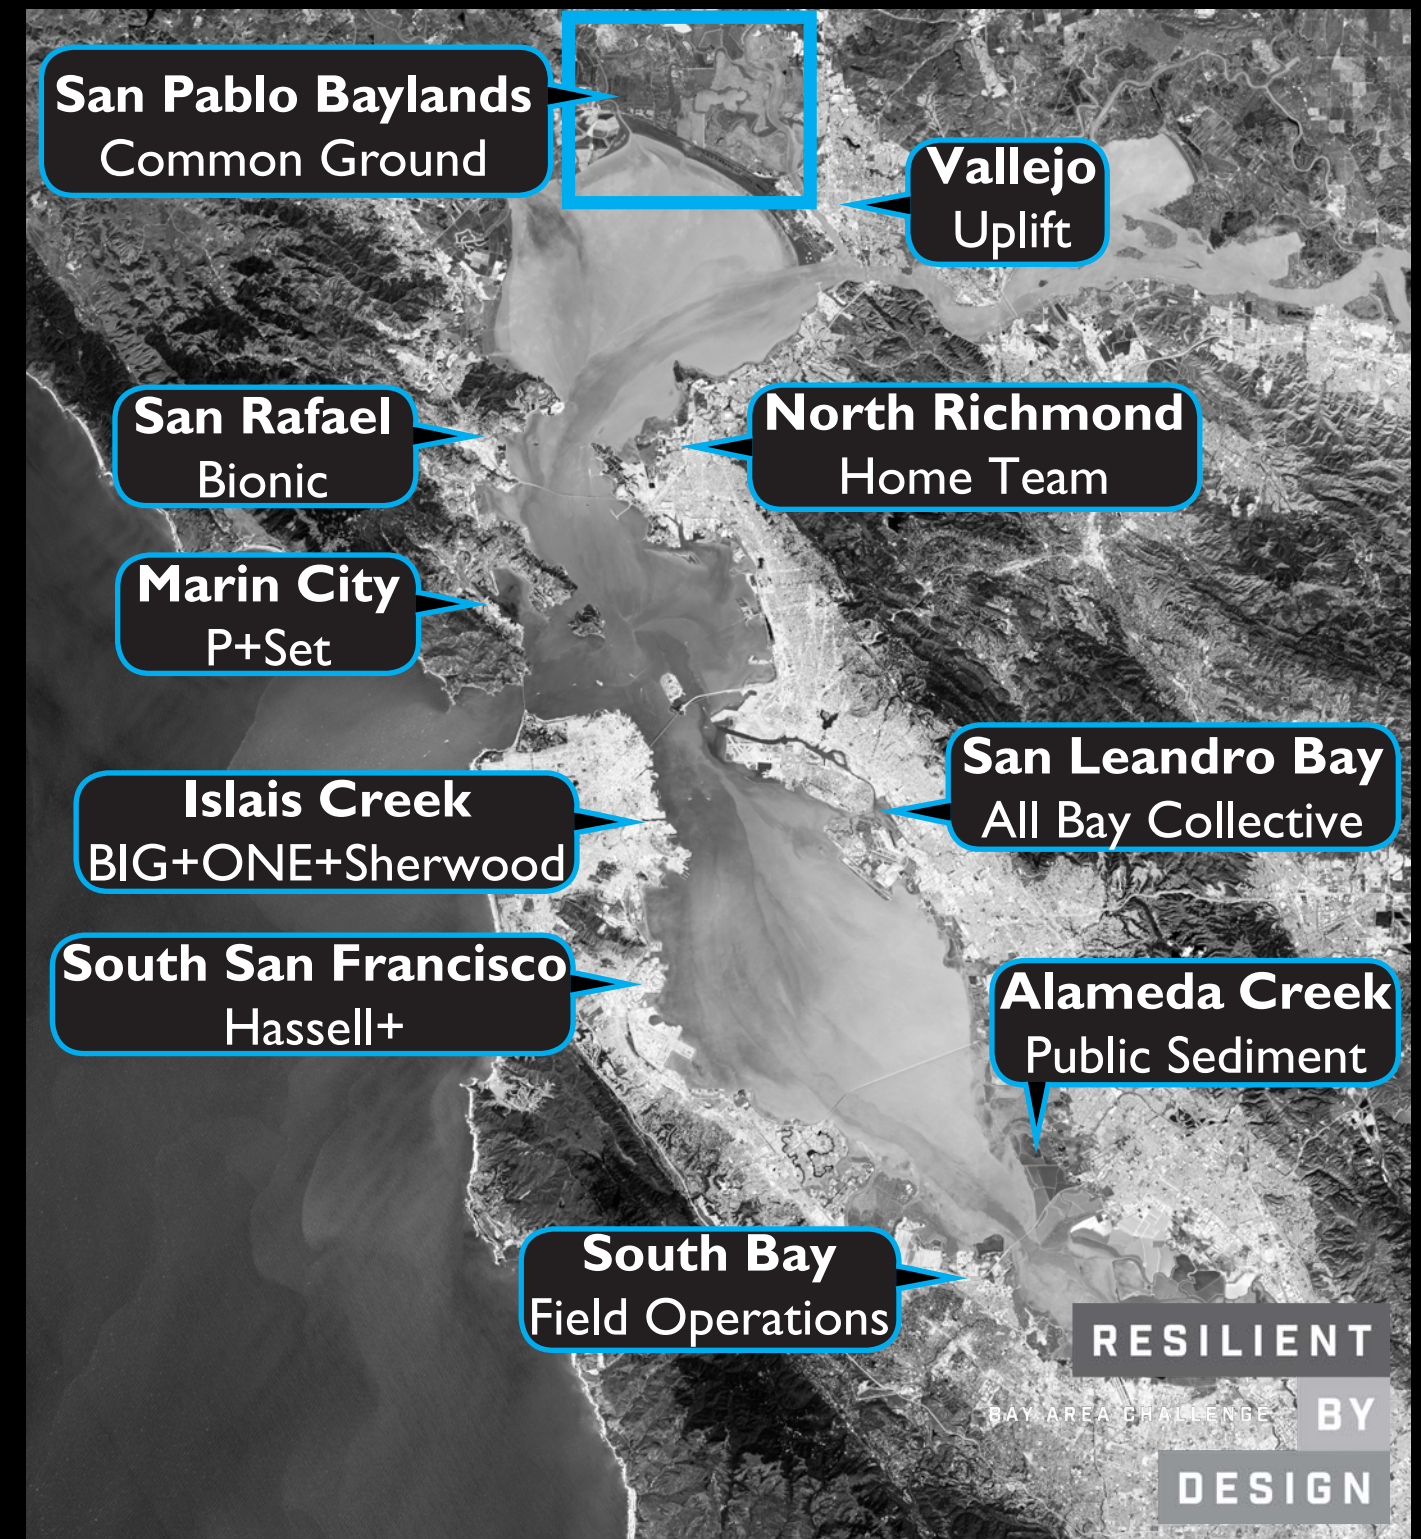 San Pablo Baylands
Common Ground
Vallejo
Uplift
San Rafael
Bionic
North Richmond
Home Team
Marin City
P+Set
San Leandro Bay
All Bay Collective
Islais Creek
BIG+ONE+Sherwood
South San Francisco
Hassell+
Alameda Creek
Public Sediment
South Bay
Field Operations
RESILIENT
BAY AREA CHALLENGE
BY
DESIGN